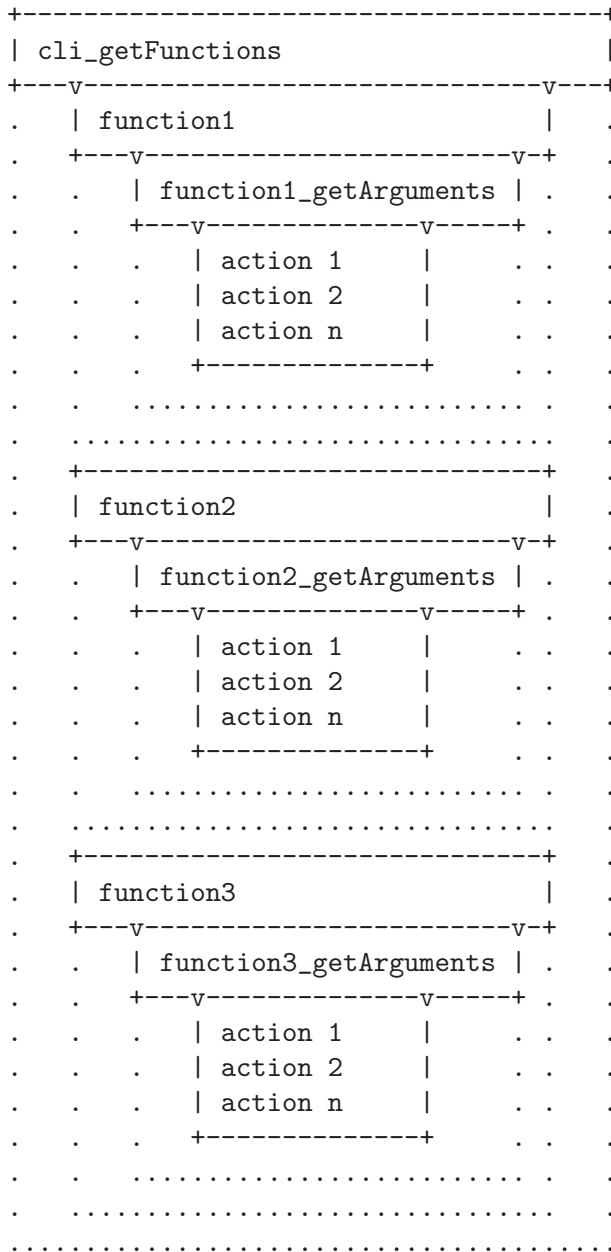 +-----------------------------------+
| cli_getFunctions                     |
+---v------------------------------v---+
.   | function1                    |   .
.   +---v------------------------v-+   .
.   .   | function1_getArguments | .   .
.   .   +---v--------------v-----+ .   .
.   .   .   | action 1     |     . .   .
.   .   .   | action 2     |     . .   .
.   .   .   | action n     |     . .   .
.   .   .   +--------------+     . .   .
.   .   .......................... .   .
.   ................................   .
.   +------------------------------+   .
.   | function2                    |   .
.   +---v------------------------v-+   .
.   .   | function2_getArguments | .   .
.   .   +---v--------------v-----+ .   .
.   .   .   | action 1     |     . .   .
.   .   .   | action 2     |     . .   .
.   .   .   | action n     |     . .   .
.   .   .   +--------------+     . .   .
.   .   .......................... .   .
.   ................................   .
.   +------------------------------+   .
.   | function3                    |   .
.   +---v------------------------v-+   .
.   .   | function3_getArguments | .   .
.   .   +---v--------------v-----+ .   .
.   .   .   | action 1     |     . .   .
.   .   .   | action 2     |     . .   .
.   .   .   | action n     |     . .   .
.   .   .   +--------------+     . .   .
.   .   .......................... .   .
.   ................................   .
........................................